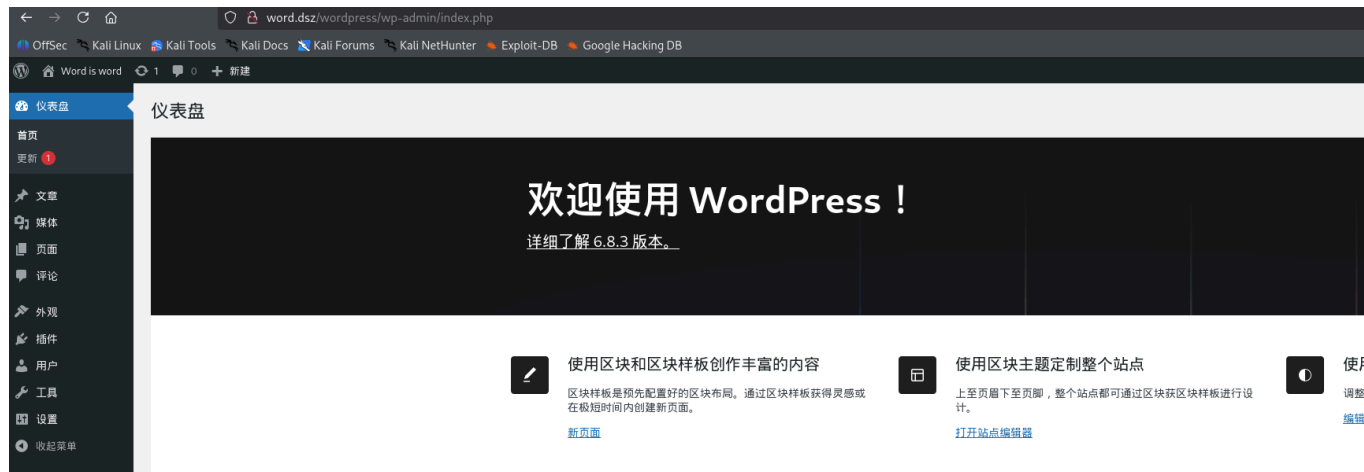 word.dsz/wordpress/wp-admin/index.php
OffSec Kali Linux Kali Tools Kali Docs Kali Forums Kali NetHunter Exploit-DB Google Hacking DB
Word is word 1 0 新建
仪表盘
首页
更新 1
文章
媒体
页面
评论
外观
插件
用户
工具
设置
收起菜单
仪表盘
欢迎使用 WordPress！
详细了解 6.8.3 版本。
使用区块和区块样板创作丰富的内容
区块样板是预先配置好的区块布局。通过区块样板获得灵感或
在极短时间内创建新页面。
新页面
使用区块主题定制整个站点
上至页眉下至页脚，整个站点都可通过区块获区块样板进行设
计。
打开站点编辑器
使
调整
编辑